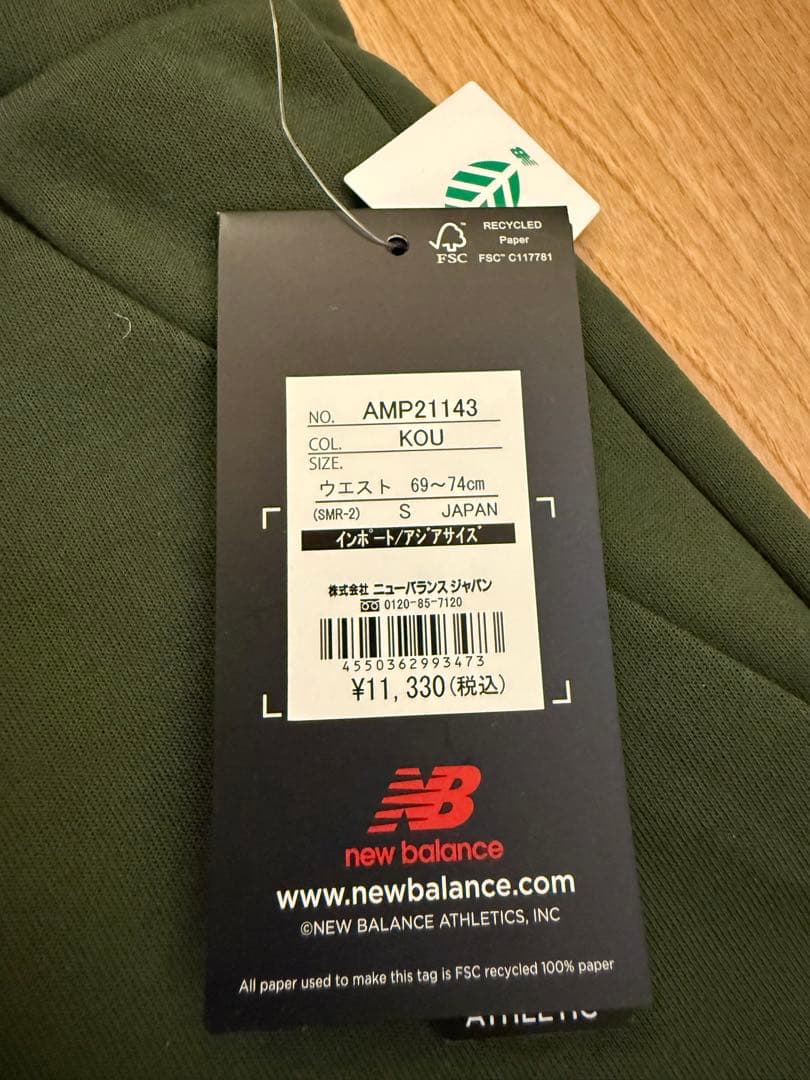 RECYCLED
Paper
FSC™ C117781
FSC
NO. AMP21143
COL. KOU
SIZE.
ウエスト 69～74cm
(SMR-2) S JAPAN
インポート/アジアサイズ
株式会社 ニューバランス ジャパン
0120-85-7120
4550362993473
¥11,330(税込)
NB
new balance
www.newbalance.com
©NEW BALANCE ATHLETICS, INC
All paper used to make this tag is FSC recycled 100% paper
ATHLETIC